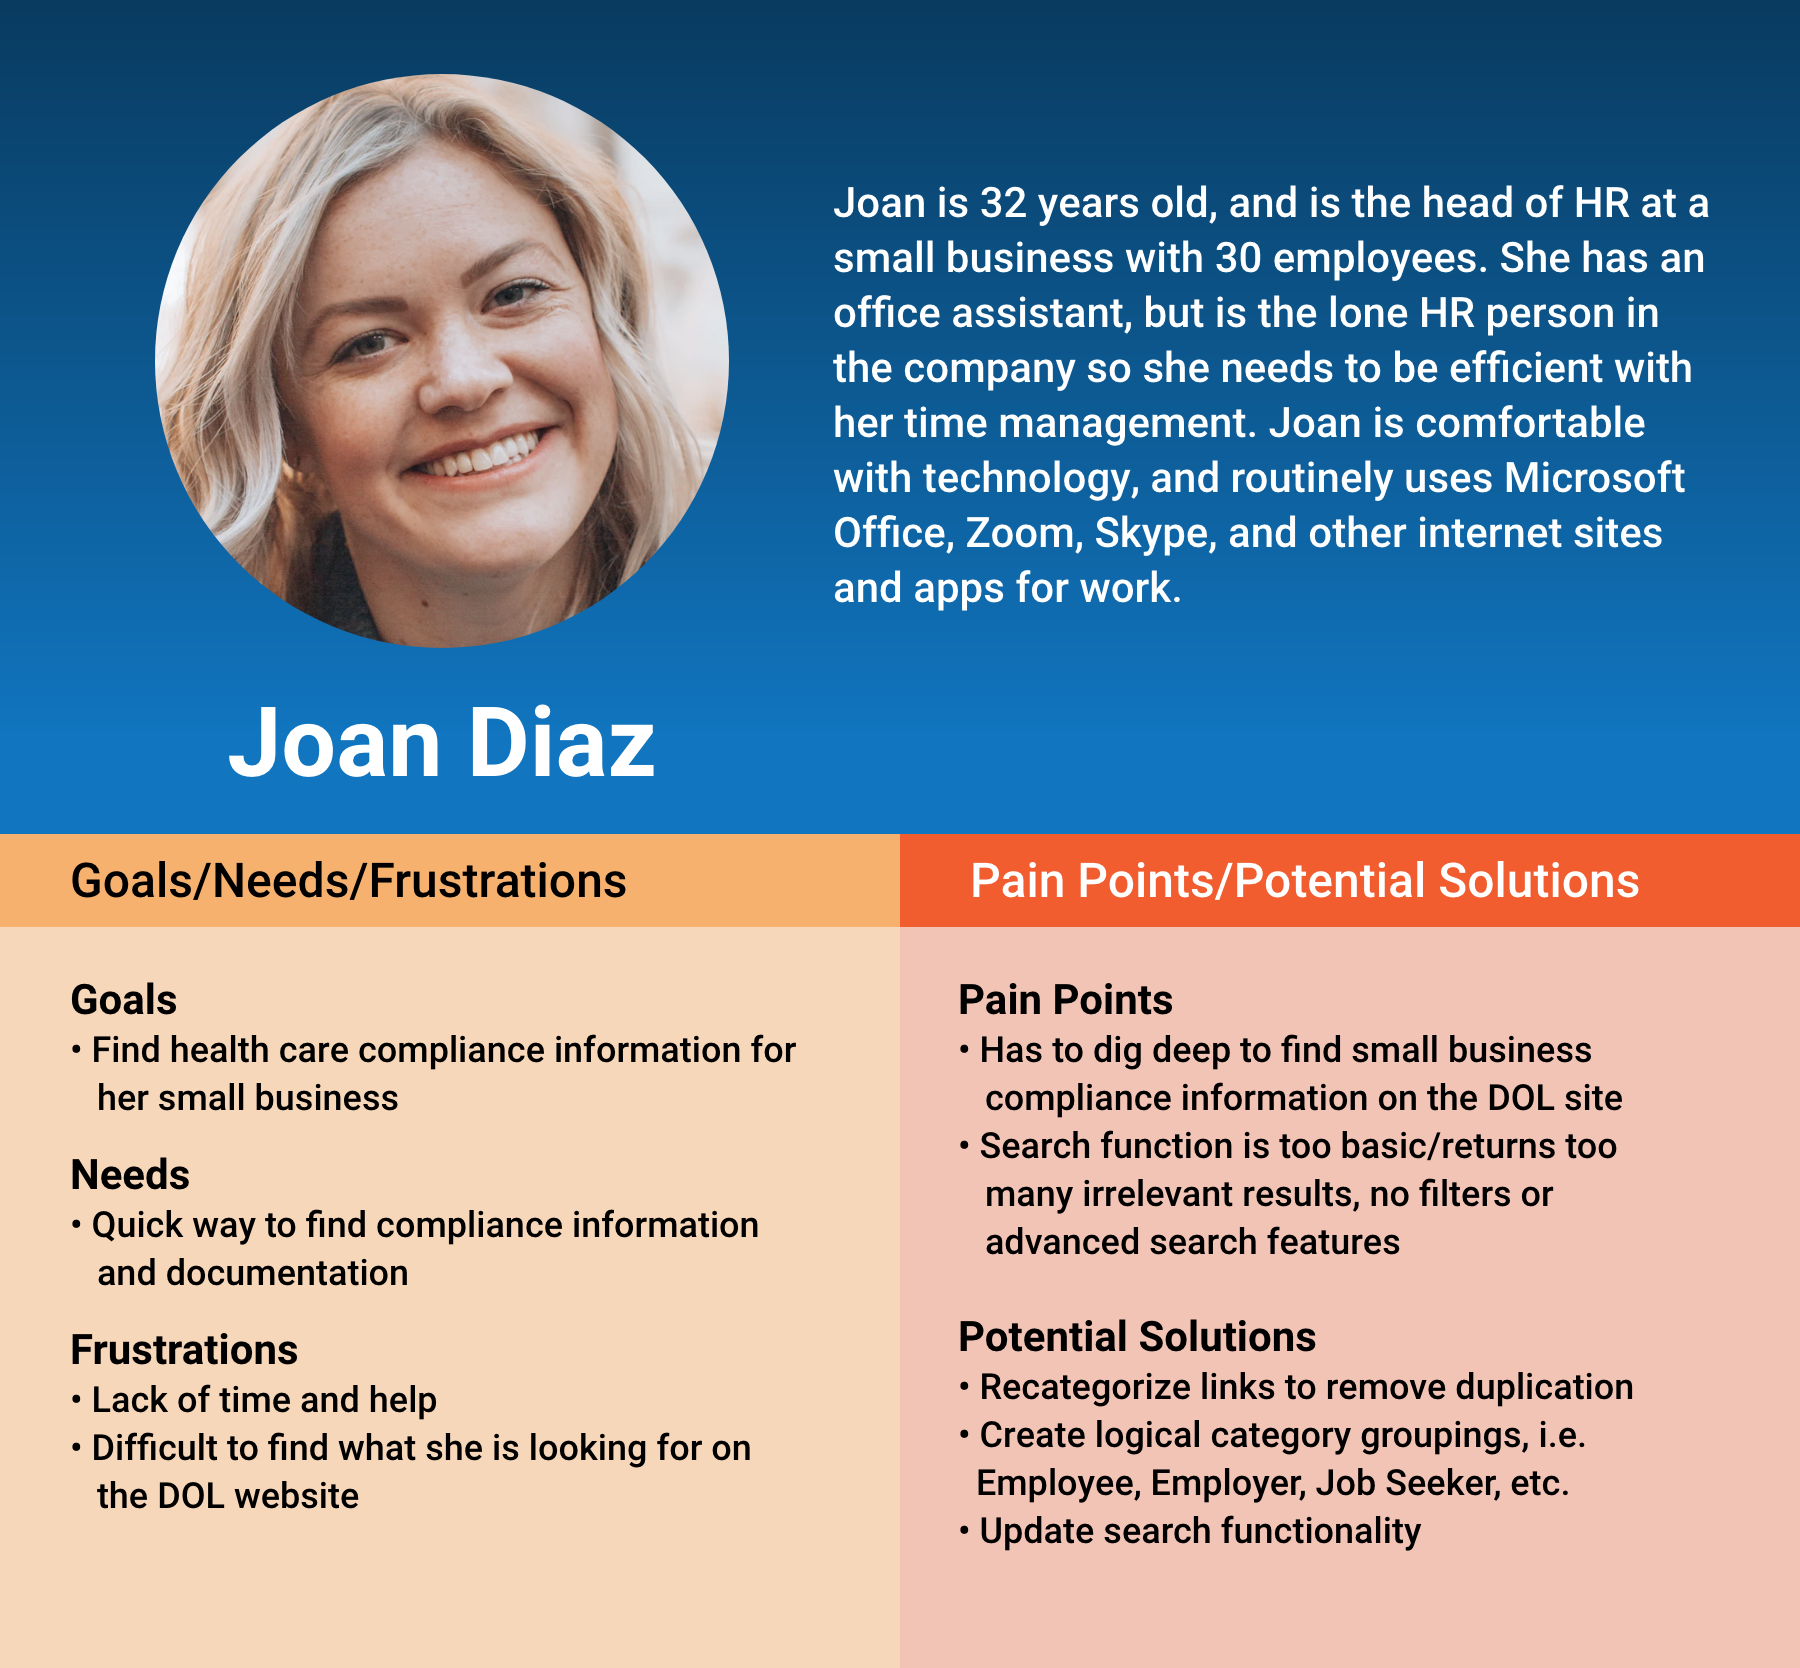 Joan is 32 years old, and is the head of HR at a
small business with 30 employees. She has an
office assistant, but is the lone HR person in
the company so she needs to be efficient with
her time management. Joan is comfortable
with technology, and routinely uses Microsoft
Office, Zoom, Skype, and other internet sites
and apps for work.
Joan Diaz
Goals/Needs/Frustrations
Goals
• Find health care compliance information for
her small business
Needs
• Quick way to find compliance information
and documentation
Frustrations
• Lack of time and help
• Difficult to find what she is looking for on
the DOL website
Pain Points/Potential Solutions
Pain Points
• Has to dig deep to find small business
compliance information on the DOL site
• Search function is too basic/returns too
many irrelevant results, no filters or
advanced search features
Potential Solutions
• Recategorize links to remove duplication
• Create logical category groupings, i.e.
Employee, Employer, Job Seeker, etc.
• Update search functionality